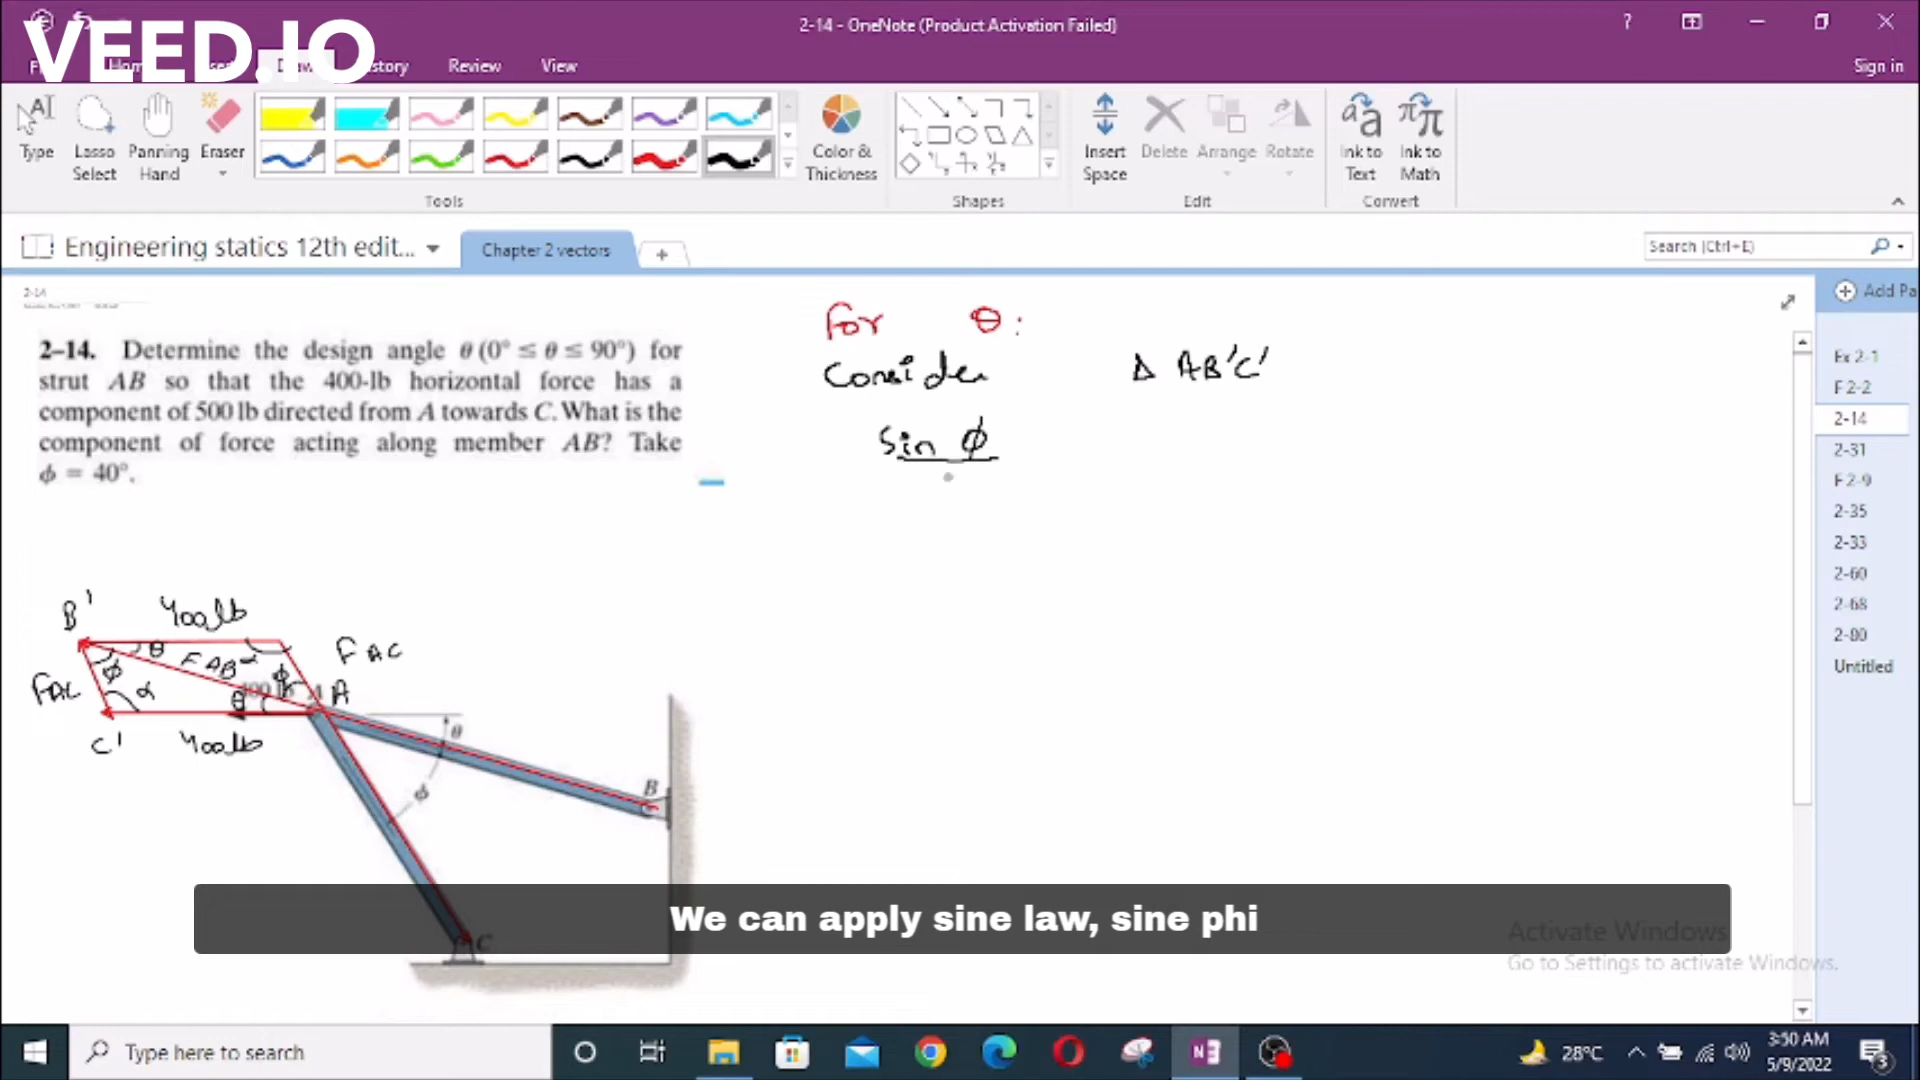 2-14 - OneNote (Product Activation Failed)
VEED.IO
Review
View
Sign in
Type
Lasso Select
Panning Hand
Eraser
Color & Thickness
Insert Space
Delete
Arrange
Rotate
Ink to Text
Ink to Math
Tools
Shapes
Edit
Convert
Engineering statics 12th edit...
Chapter 2 vectors
Search (Ctrl+E)
2-14
Add Pa
Ex 2-1
F 2-2
2-14
2-31
F 2-9
2-35
2-33
2-60
2-68
2-80
Untitled
2–14. Determine the design angle θ (0° ≤ θ ≤ 90°) for
strut AB so that the 400-lb horizontal force has a
component of 500 lb directed from A towards C. What is the
component of force acting along member AB? Take
ϕ = 40°.
For θ:
Consider Δ AB'C'
Sin ϕ
B' 400lb
θ
FAC
ϕ FAB α
ϕ
FAC α θ A
C' 400lb
θ
ϕ
B
C
We can apply sine law, sine phi
Activate Windows
Go to Settings to activate Windows.
Type here to search
28°C
3:50 AM
5/9/2022
3